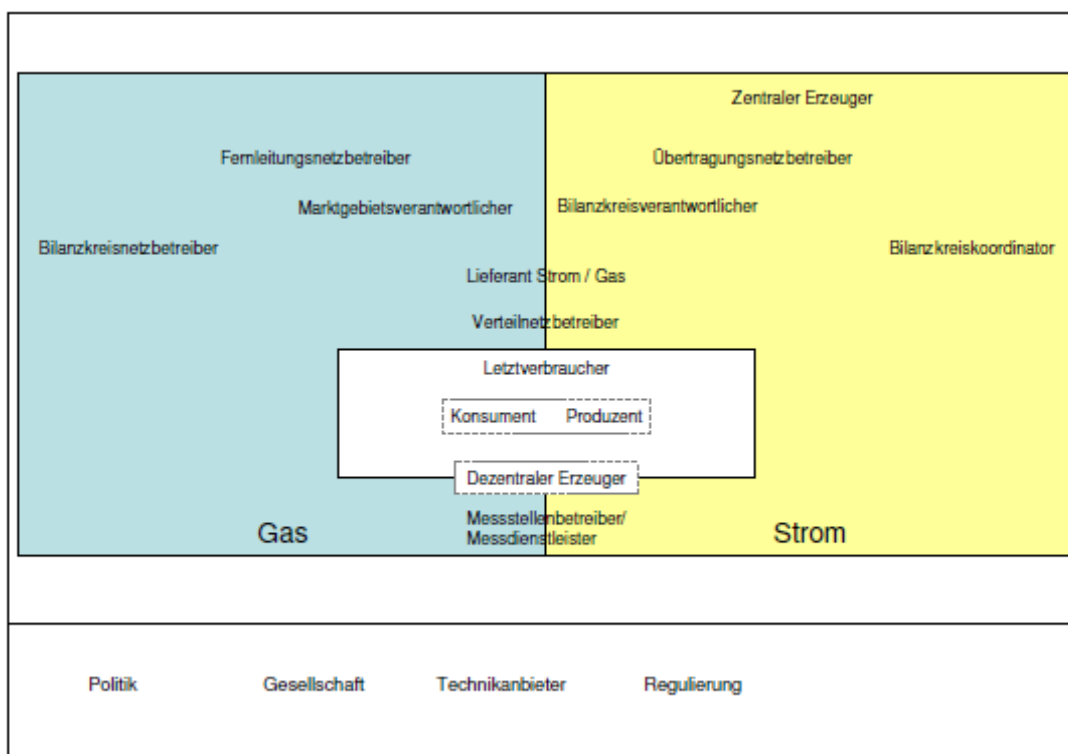 Zentraler Erzeuger
Fernleitungsnetzbetreiber
Übertragungsnetzbetreiber
Marktgebietsverantwortlicher
Bilanzkreisverantwortlicher
Bilanzkreisnetzbetreiber
Bilanzkreiskoordinator
Lieferant Strom / Gas
Verteilnetzbetreiber
Letztverbraucher
Konsument
Produzent
Dezentraler Erzeuger
Messstellenbetreiber/
Messdienstleister
Gas
Strom
Politik
Gesellschaft
Technikanbieter
Regulierung